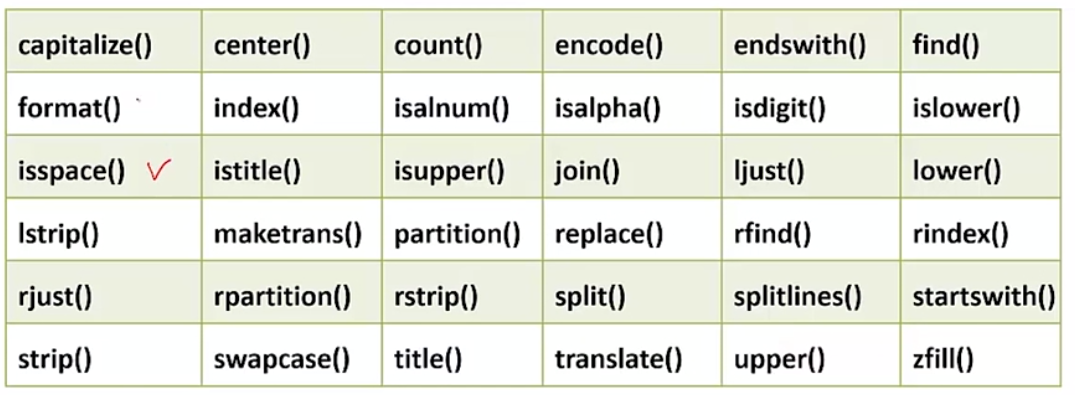 capitalize() center() count() encode() endswith() find()
format() index() isalnum() isalpha() isdigit() islower()
isspace() ✓ istitle() isupper() join() ljust() lower()
lstrip() maketrans() partition() replace() rfind() rindex()
rjust() rpartition() rstrip() split() splitlines() startswith()
strip() swapcase() title() translate() upper() zfill()